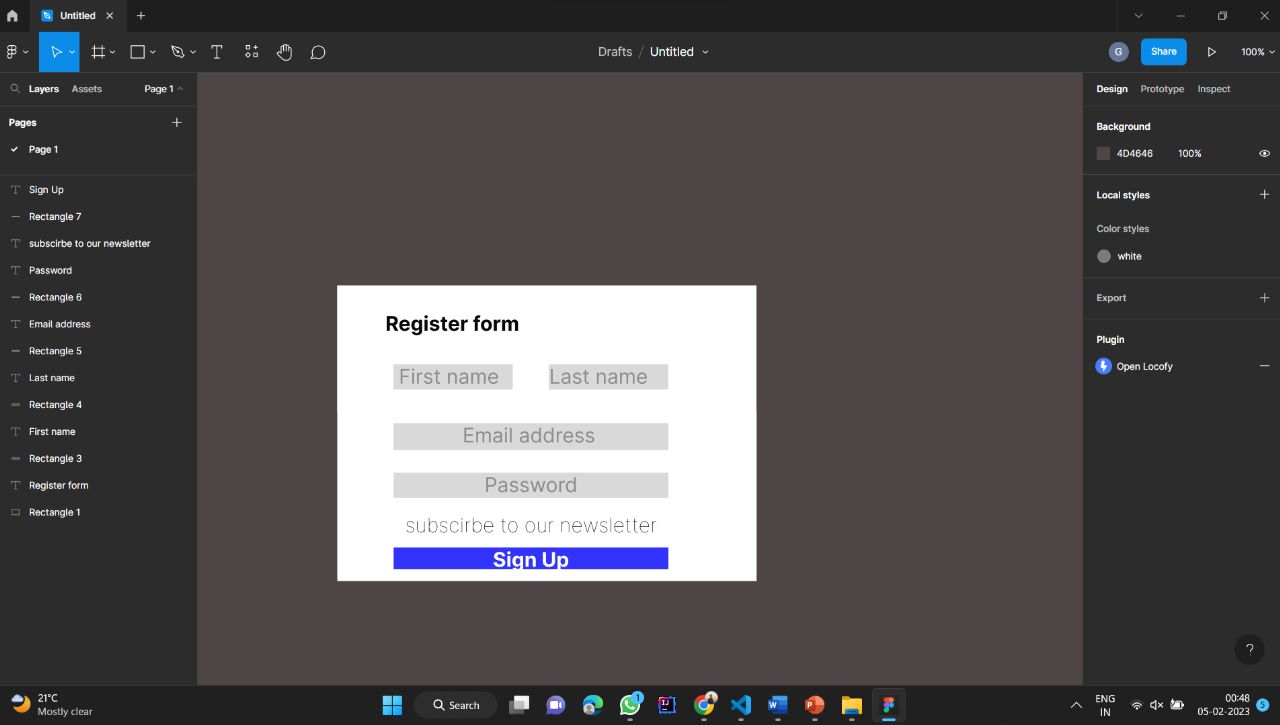 Untitled
Drafts / Untitled
G
Share
100%
Layers Assets Page 1
Pages
Page 1
Sign Up
Rectangle 7
subscirbe to our newsletter
Password
Rectangle 6
Email address
Rectangle 5
Last name
Rectangle 4
First name
Rectangle 3
Register form
Rectangle 1
Register form
First name Last name
Email address
Password
subscirbe to our newsletter
Sign Up
Design Prototype Inspect
Background
4D4646 100%
Local styles
Color styles
white
Export
Plugin
Open Locofy
?
21°C
Mostly clear
Search
1
IJ
W
P
ENG
IN
00:48
05-02-2023
5